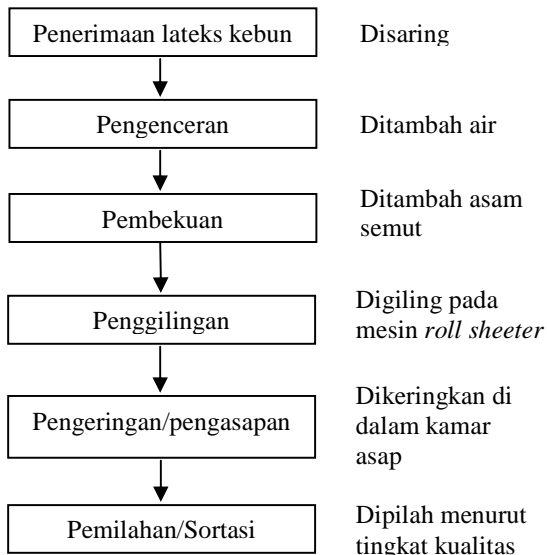 Penerimaan lateks kebun
Disaring
Pengenceran
Ditambah air
Pembekuan
Ditambah asam
semut
Penggilingan
Digiling pada
mesin roll sheeter
Pengeringan/pengasapan
Dikeringkan di
dalam kamar
asap
Pemilahan/Sortasi
Dipilah menurut
tingkat kualitas